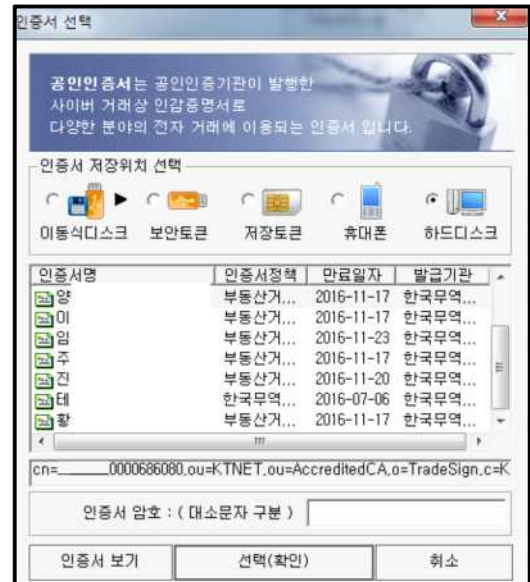 인증서 선택
공인인증서는 공인인증기관이 발행한
사이버 거래상 인감증명서로
다양한 분야의 전자 거래에 이용되는 인증서 입니다.
인증서 저장위치 선택
이동식디스크 보안토큰 저장토큰 휴대폰 하드디스크
인증서명 인증서정책 만료일자 발급기관
양 부동산거... 2016-11-17 한국무역...
이 부동산거... 2016-11-17 한국무역...
임 부동산거... 2016-11-23 한국무역...
주 부동산거... 2016-11-17 한국무역...
진 부동산거... 2016-11-20 한국무역...
테 한국무역... 2016-07-06 한국무역...
황 부동산거... 2016-11-17 한국무역...
cn=______0000686080,ou=KTNET,ou=AccreditedCA,o=TradeSign,c=K
인증서 암호 : ( 대소문자 구분 )
인증서 보기 선택(확인) 취소